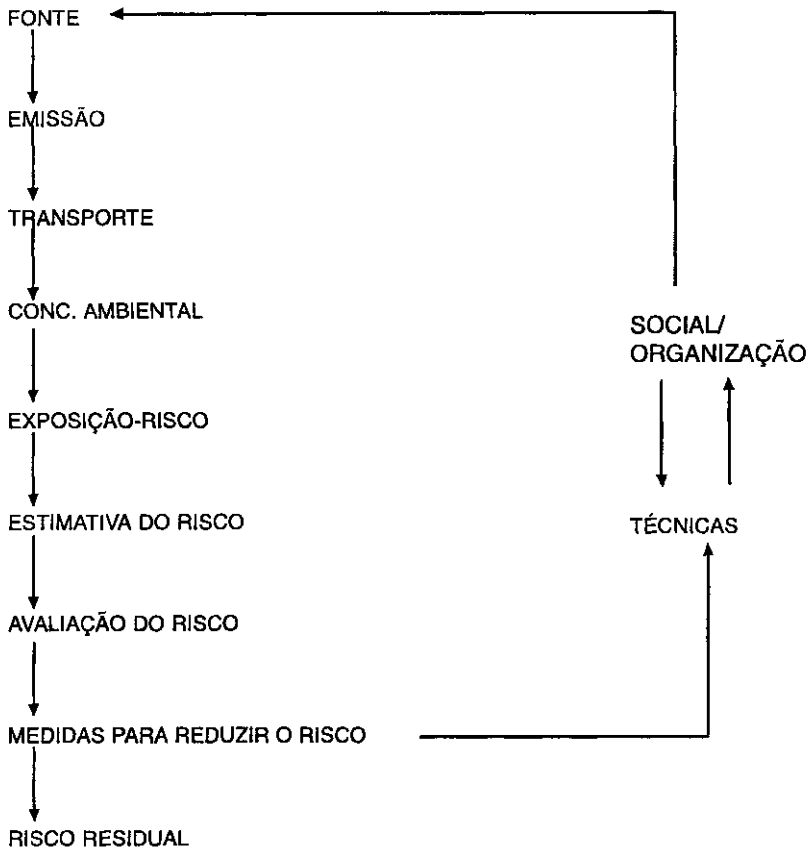 FONTE
EMISSÃO
TRANSPORTE
CONC. AMBIENTAL
EXPOSIÇÃO-RISCO
ESTIMATIVA DO RISCO
AVALIAÇÃO DO RISCO
MEDIDAS PARA REDUZIR O RISCO
RISCO RESIDUAL
SOCIAL/
ORGANIZAÇÃO
TÉCNICAS